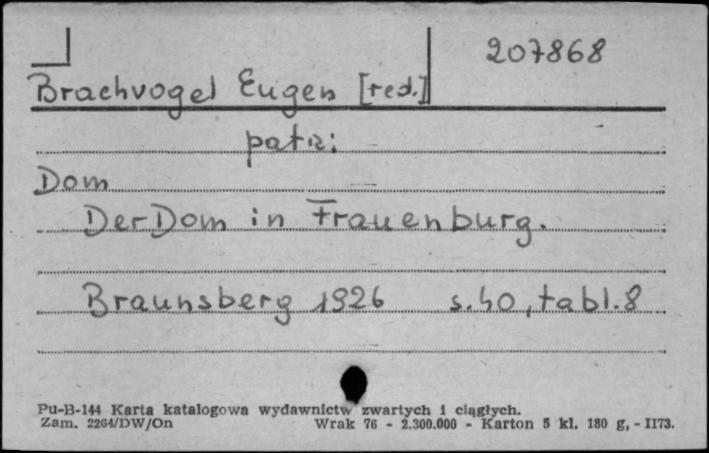 207868
Brachvogel Eugen [red.]
patrz:
Dom
Der Dom in Frauenburg.
Braunsberg 1926 s. 40, tabl. 8
Pu-B-144 Karta katalogowa wydawnictw zwartych i ciągłych.
Zam. 2264/DW/On Wrak 76 - 2.300.000 - Karton 5 kl. 180 g, - II73.